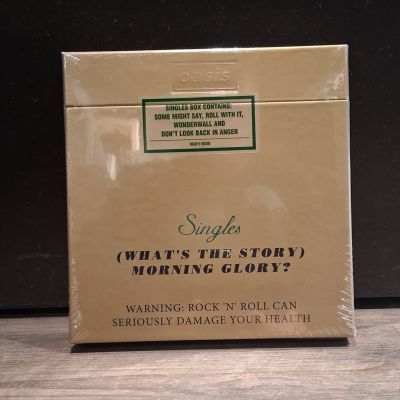 oasis
SINGLES BOX CONTAINS:
SOME MIGHT SAY, ROLL WITH IT,
WONDERWALL AND
DON'T LOOK BACK IN ANGER
Singles
(WHAT'S THE STORY)
MORNING GLORY?
WARNING: ROCK 'N' ROLL CAN
SERIOUSLY DAMAGE YOUR HEALTH